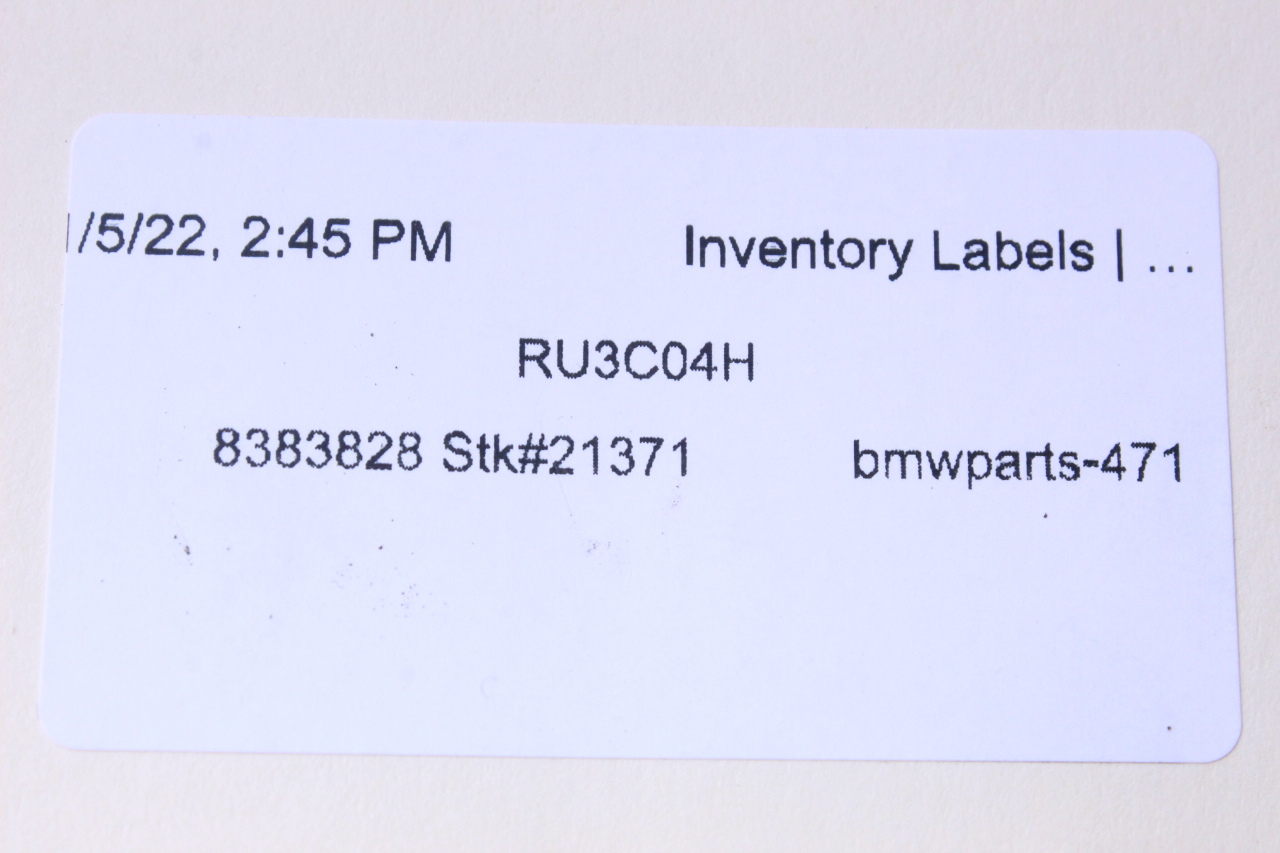 /5/22, 2:45 PM Inventory Labels | ...
RU3C04H
8383828 Stk#21371 bmwparts-471